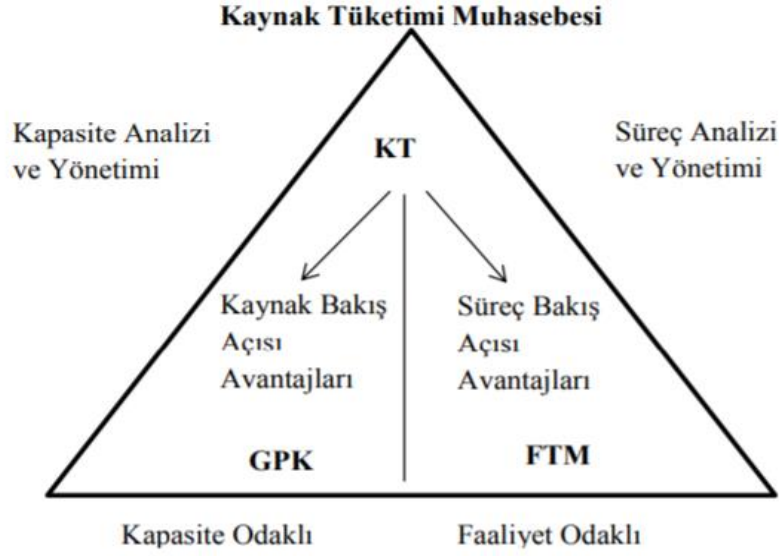 Kaynak Tüketimi Muhasebesi
Kapasite Analizi
ve Yönetimi
KT
Süreç Analizi
ve Yönetimi
Kaynak Bakış
Açısı
Avantajları
Süreç Bakış
Açısı
Avantajları
GPK
FTM
Kapasite Odaklı
Faaliyet Odaklı